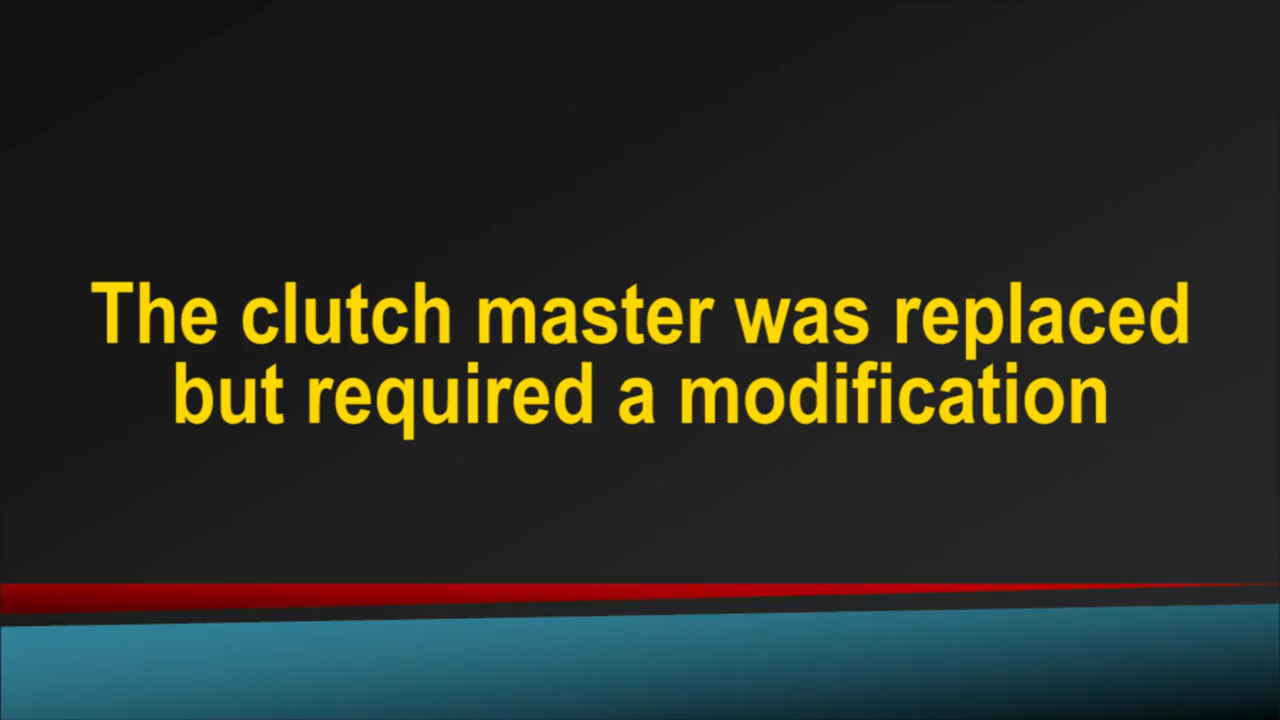 The clutch master was replaced
but required a modification